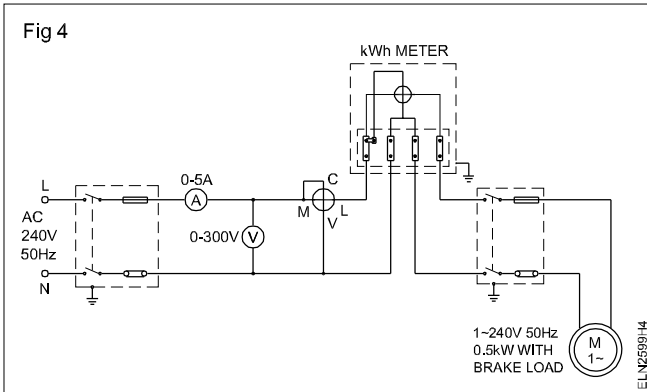 Fig 4
kWh METER
L
AC
240V
50Hz
N
0-5A
A
0-300V
V
C
M
L
V
1~240V 50Hz
0.5kW WITH
BRAKE LOAD
M
1~
ELN2599H4